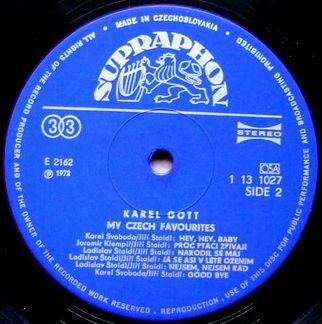 MADE IN CZECHOSLOVAKIA
ALL RIGHTS OF THE RECORD PRODUCER AND OF THE OWNER OF THE WORK RECORDED WORK RESERVED. - REPRODUCTION - USE OF THIS DISC FOR PUBLIC PERFORMANCE AND BROADCASTING PROHIBITED
SUPRAPHON
33
STEREO
E 2162
℗ 1972
OSA
1 13 1027
SIDE 2
KAREL GOTT
MY CZECH FAVOURITES
Karel Svoboda/Jiří Štaidl: HEY, HEY, BABY
Jaromír Klempíř/Jiří Štaidl: PROČ PTÁCI ZPÍVAJÍ
Ladislav Štaidl/Jiří Štaidl: NAROZIL SE MÁJ
Ladislav Štaidl/Jiří Štaidl: JÁ SE ASI V LÉTĚ OŽENÍM
Ladislav Štaidl/Jiří Štaidl: NEJSEM, NEJSEM RÁD
Karel Svoboda/Jiří Štaidl: GOOD BYE